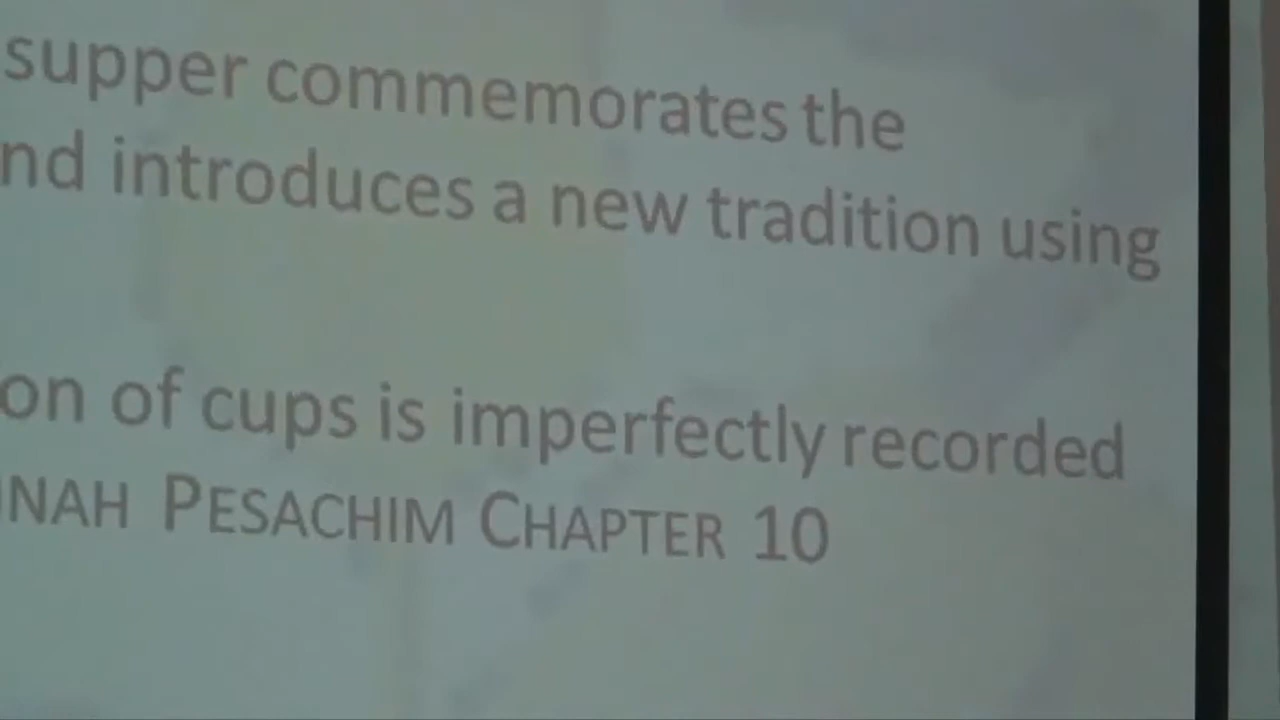 supper commemorates the
nd introduces a new tradition using
on of cups is imperfectly recorded
NAH PESACHIM CHAPTER 10